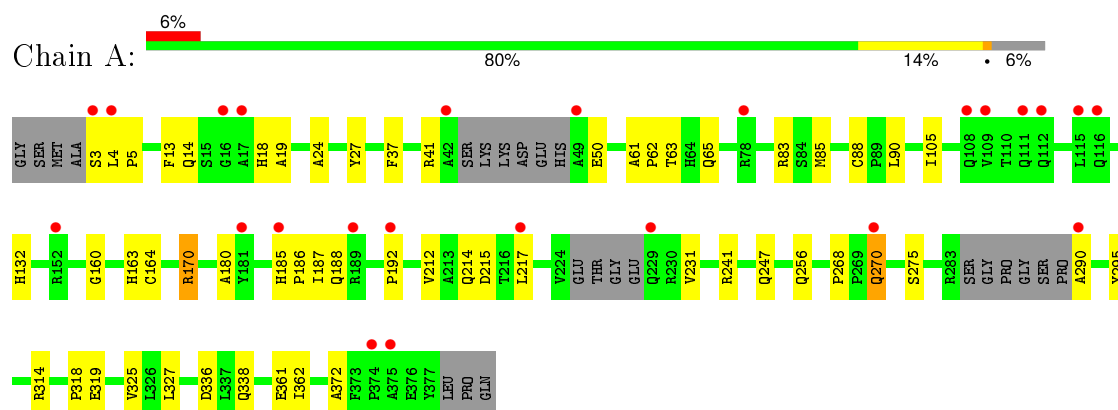 6%
Chain A:
80% 14% • 6%
GLY SER MET ALA S3 L4 P5 F13 Q14 S15 G16 A17 H18 A19 A24 Y27 F37 R41 A42 SER LYS LYS ASP GLU HIS A49 E50 A61 P62 T63 H64 Q65 R78 R83 S84 M85 C88 P89 L90 I105 Q108 V109 T110 Q111 Q112 L115 Q116
H132 R152 G160 H163 C164 R170 A180 Y181 H185 P186 I187 Q188 R189 P192 V212 A213 Q214 D215 T216 L217 V224 GLU THR GLY GLU Q229 R230 V231 R241 Q247 Q256 P268 P269 Q270 S275 R283 SER GLY PRO GLY SER PRO A290 Y295
R314 P318 E319 V325 L326 L327 D336 L337 Q338 E361 I362 A372 F373 P374 A375 E376 Y377 LEU PRO GLN